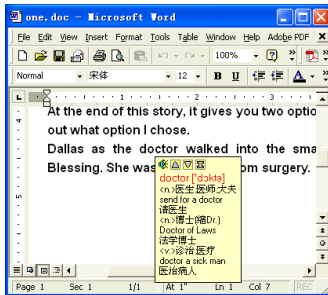 one.doc - Microsoft Word
File Edit View Insert Format Tools Table Window Help Adobe PDF
100%
Normal 宋体 12 B U A
1 2 3
At the end of this story, it gives you two optio
out what option I chose.
Dallas as the doctor walked into the sma
Blessing. She was om surgery.
doctor ['dɔktə]
<n.>医生 医师 大夫
send for a doctor
请医生
<n.>博士(缩Dr.)
Doctor of Laws
法学博士
<v.>诊治 医疗
doctor a sick man
医治病人
Page 1 Sec 1 1/1 At 1" Ln 1 Col 7 REC